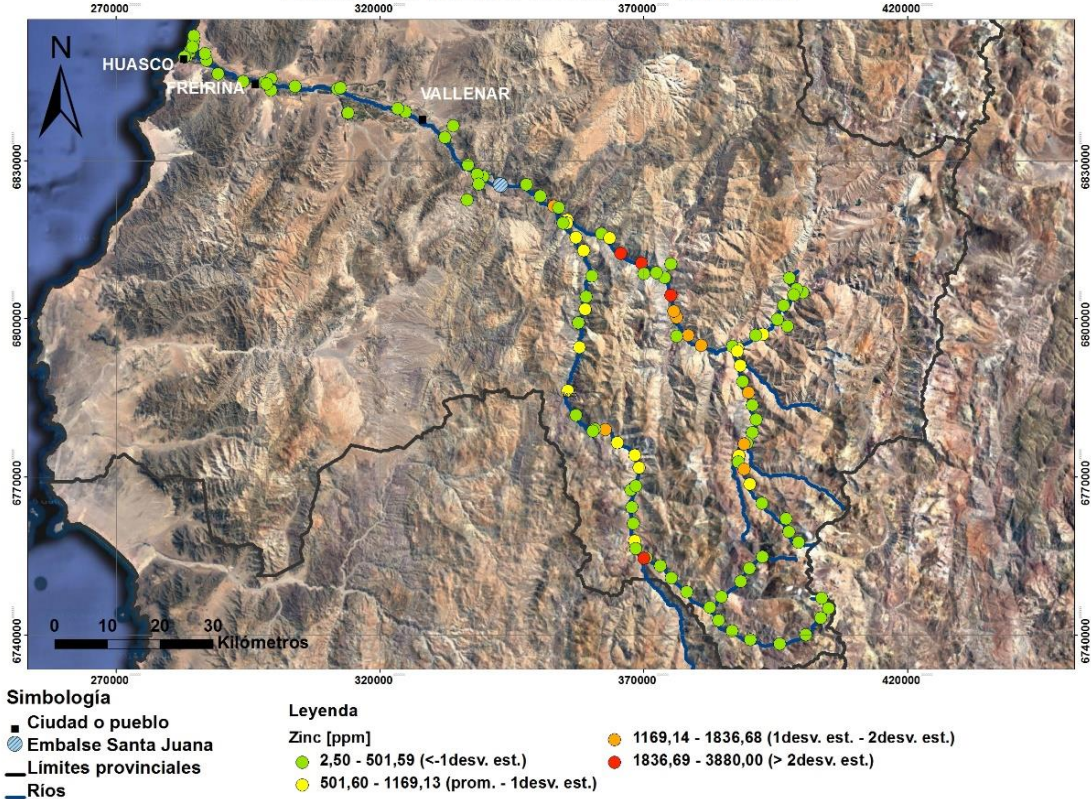 270000 320000 370000 420000
N
HUASCO
FREIRINA
VALLENAR
6830000 6830000
6800000 6800000
6770000 6770000
6740000 6740000
0 10 20 30
Kilómetros
270000 320000 370000 420000
Simbología
Ciudad o pueblo
Embalse Santa Juana
Límites provinciales
Ríos
Leyenda
Zinc [ppm]
2,50 - 501,59 (<-1desv. est.)
501,60 - 1169,13 (prom. - 1desv. est.)
1169,14 - 1836,68 (1desv. est. - 2desv. est.)
1836,69 - 3880,00 (> 2desv. est.)